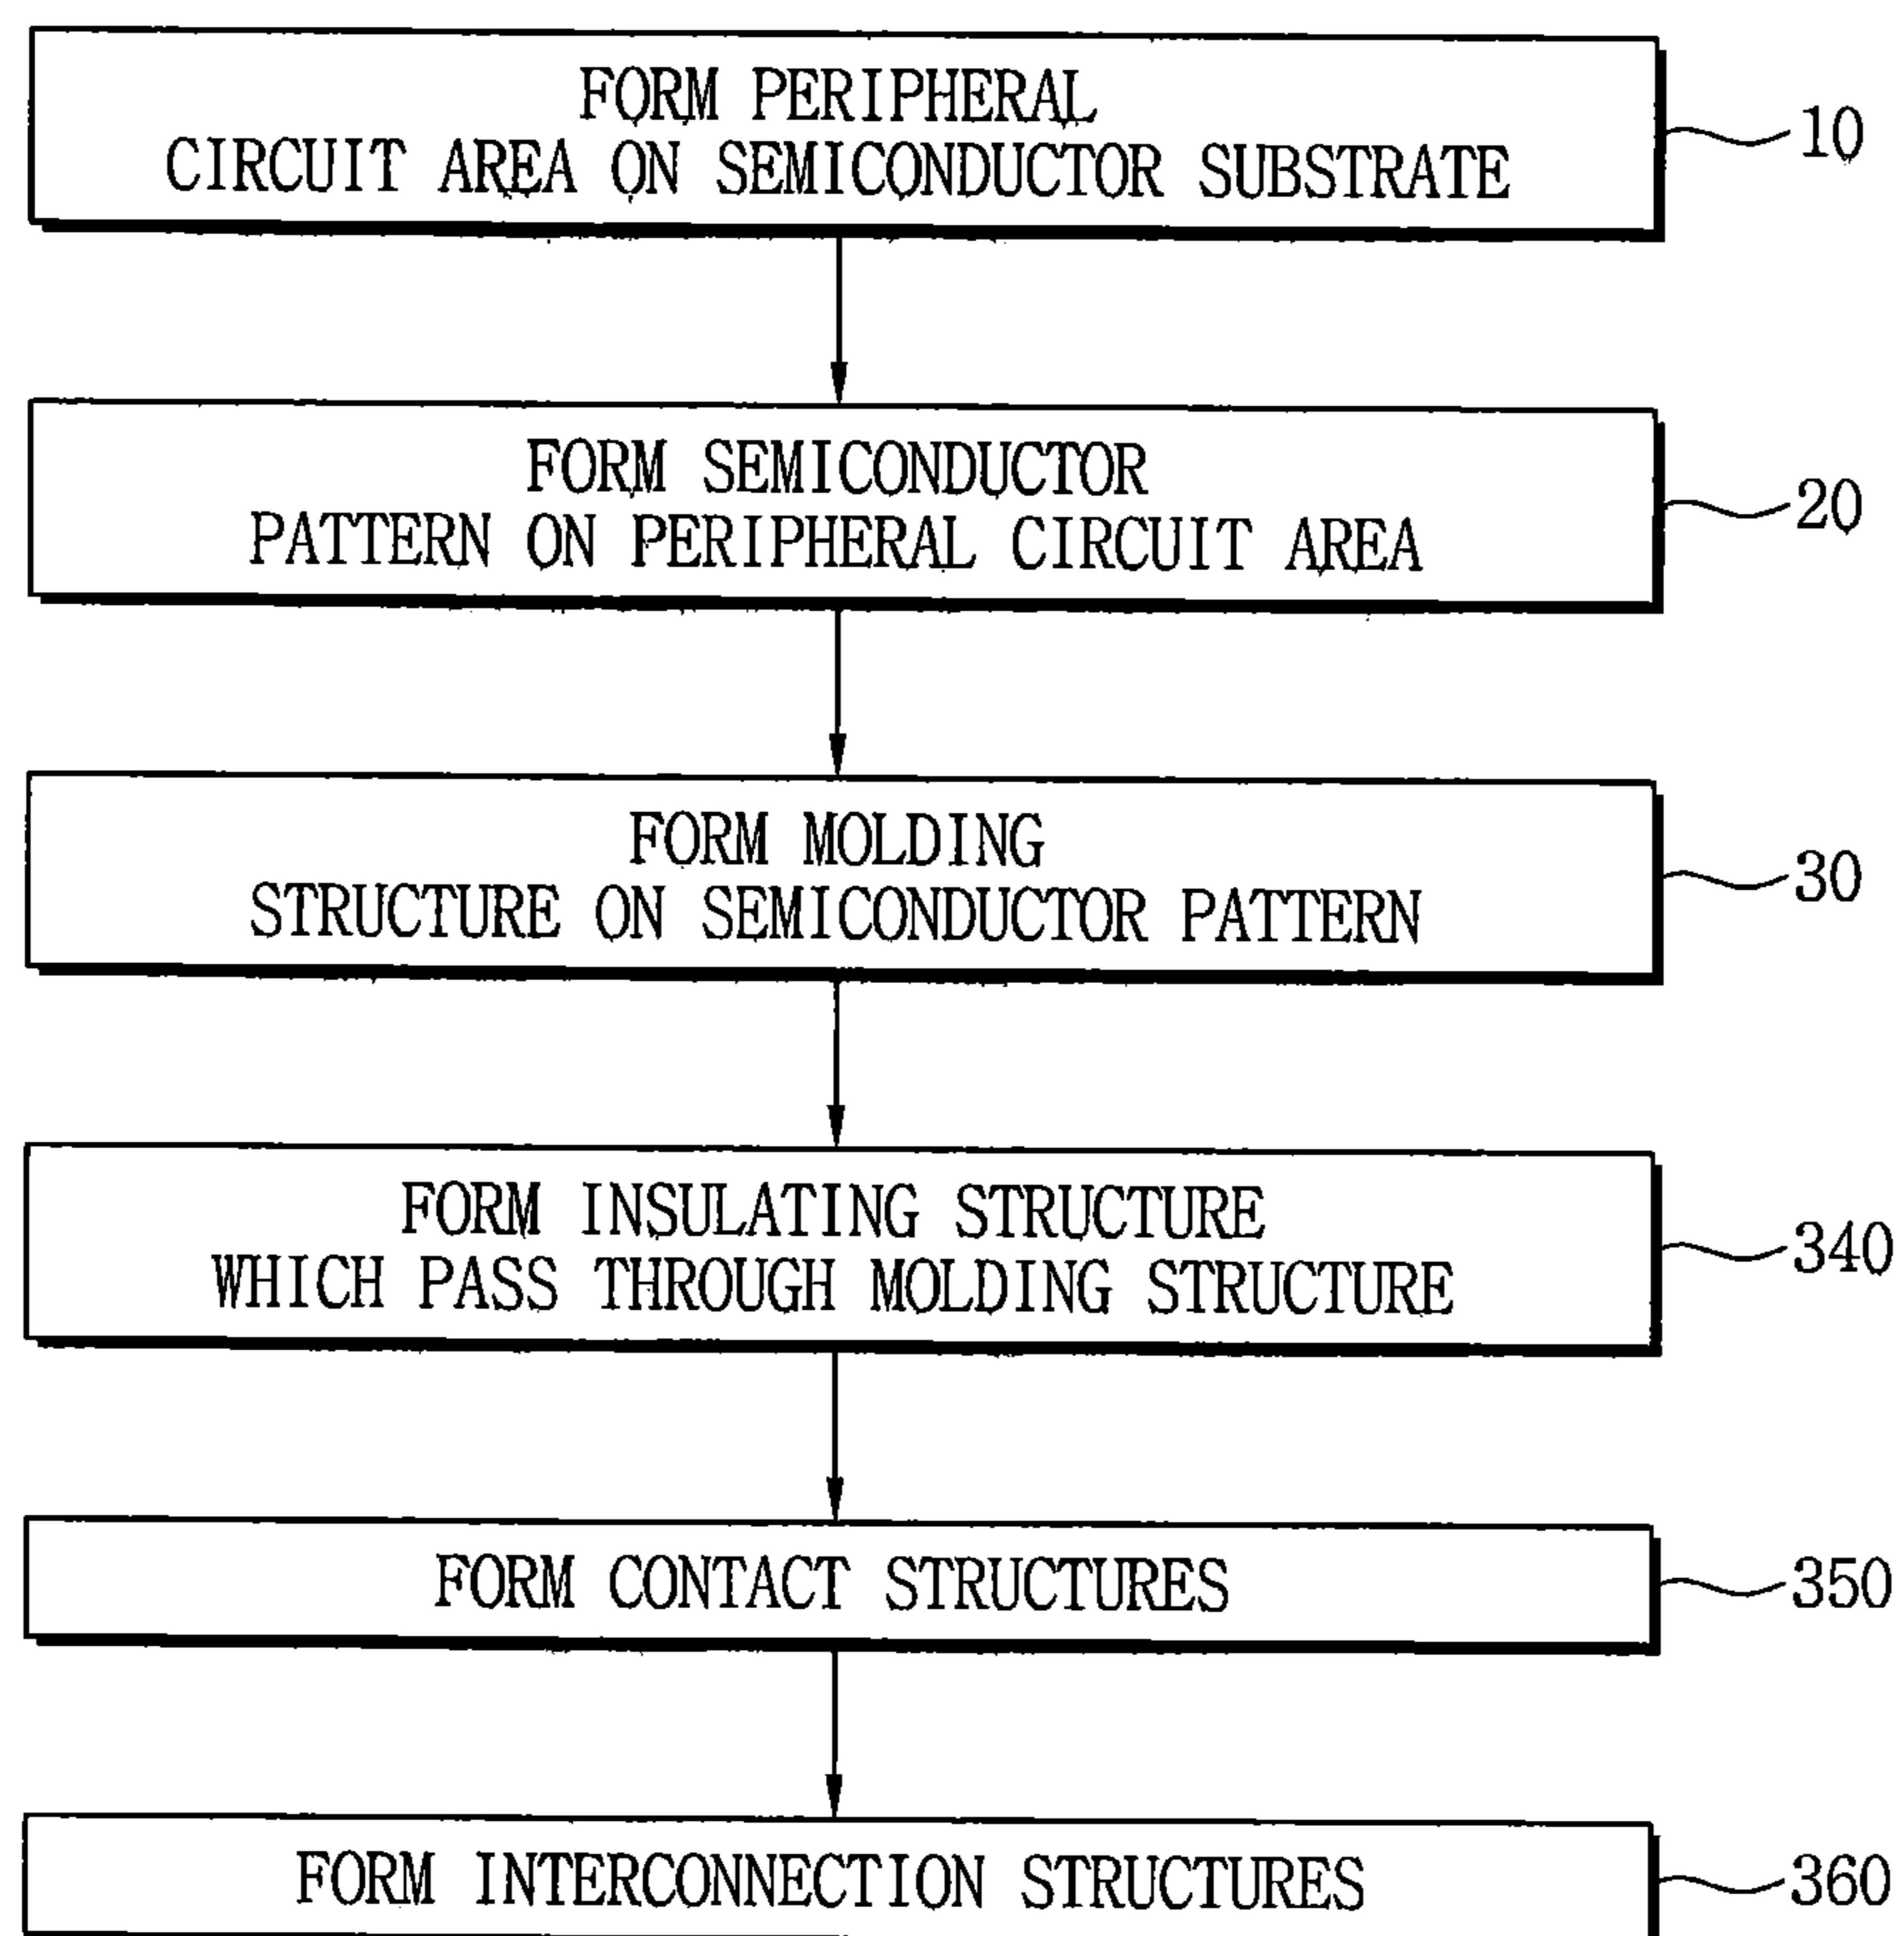 FORM PERIPHERAL
CIRCUIT AREA ON SEMICONDUCTOR SUBSTRATE
10
FORM SEMICONDUCTOR
PATTERN ON PERIPHERAL CIRCUIT AREA
20
FORM MOLDING
STRUCTURE ON SEMICONDUCTOR PATTERN
30
FORM INSULATING STRUCTURE
WHICH PASS THROUGH MOLDING STRUCTURE
340
FORM CONTACT STRUCTURES
350
FORM INTERCONNECTION STRUCTURES
360